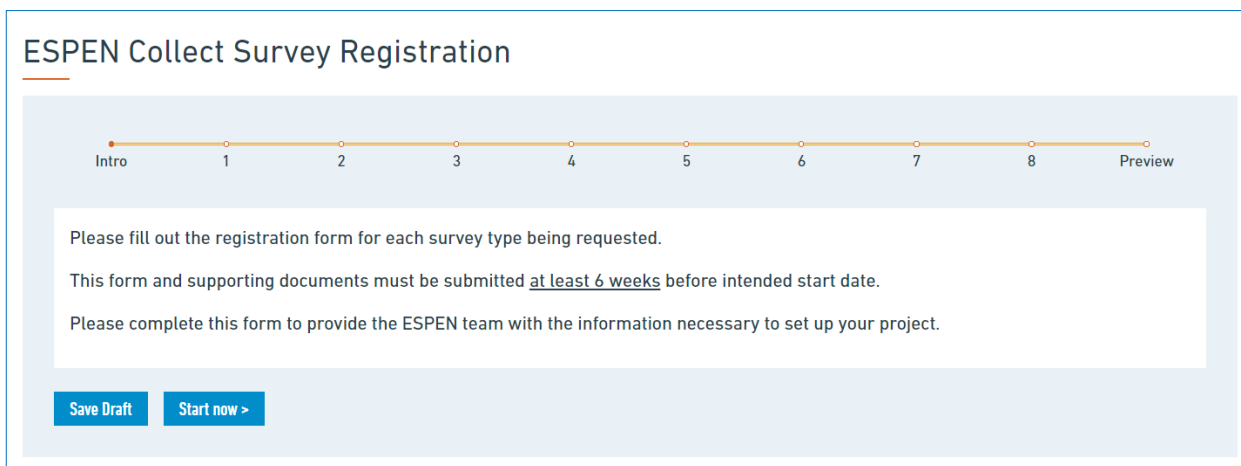 ESPEN Collect Survey Registration
Intro 1 2 3 4 5 6 7 8 Preview
Please fill out the registration form for each survey type being requested.
This form and supporting documents must be submitted at least 6 weeks before intended start date.
Please complete this form to provide the ESPEN team with the information necessary to set up your project.
Save Draft Start now >